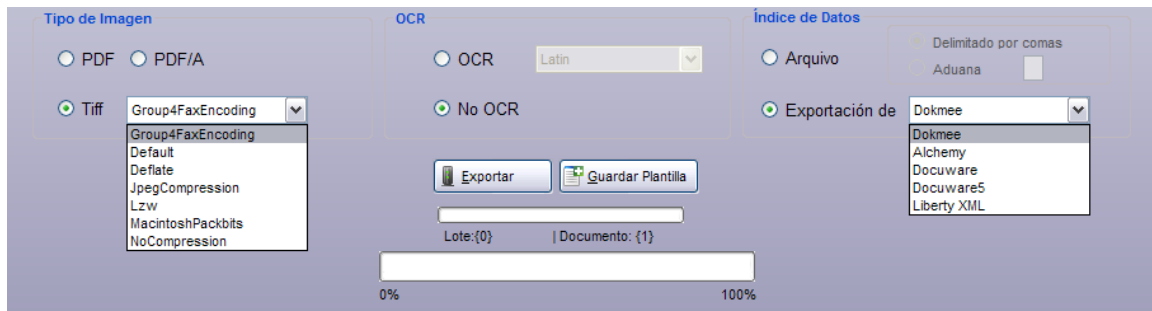 Tipo de Imagen
PDF PDF/A
Tiff Group4FaxEncoding
Group4FaxEncoding
Default
Deflate
JpegCompression
Lzw
MacintoshPackbits
NoCompression
OCR
OCR Latin
No OCR
Exportar Guardar Plantilla
Lote:{0} | Documento: {1}
0% 100%
Índice de Datos
Delimitado por comas
Arquivo
Aduana
Exportación de Dokmee
Dokmee
Alchemy
Docuware
Docuware5
Liberty XML